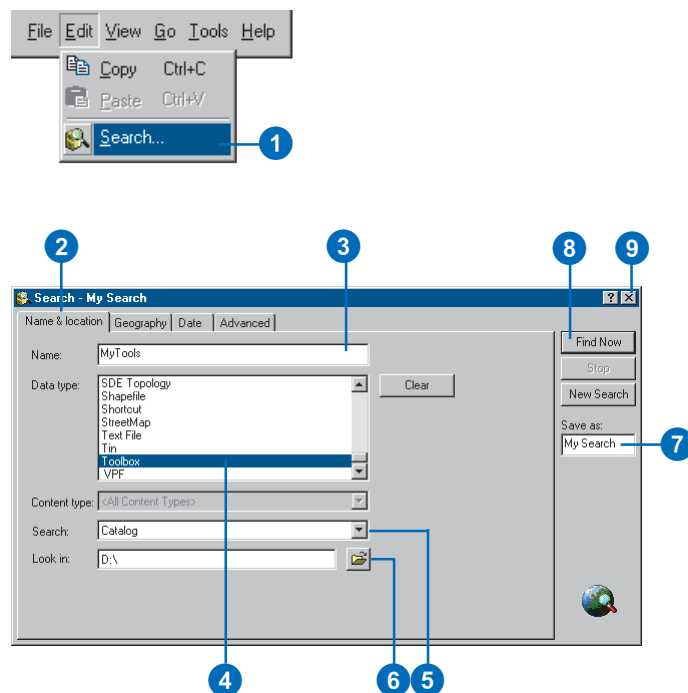 File Edit View Go Tools Help
Copy Ctrl+C
Paste Ctrl+V
Search...
1
2 3 8 9
Search - My Search
Name & location Geography Date Advanced
Name: MyTools
Find Now
Stop
Data type: SDE Topology
Clear
Shapefile
New Search
Shortcut
StreetMap
Text File
Tin
Toolbox
VPF
Save as:
My Search
7
Content type: <All Content Types>
Search: Catalog
Look in: D:\
4 6 5